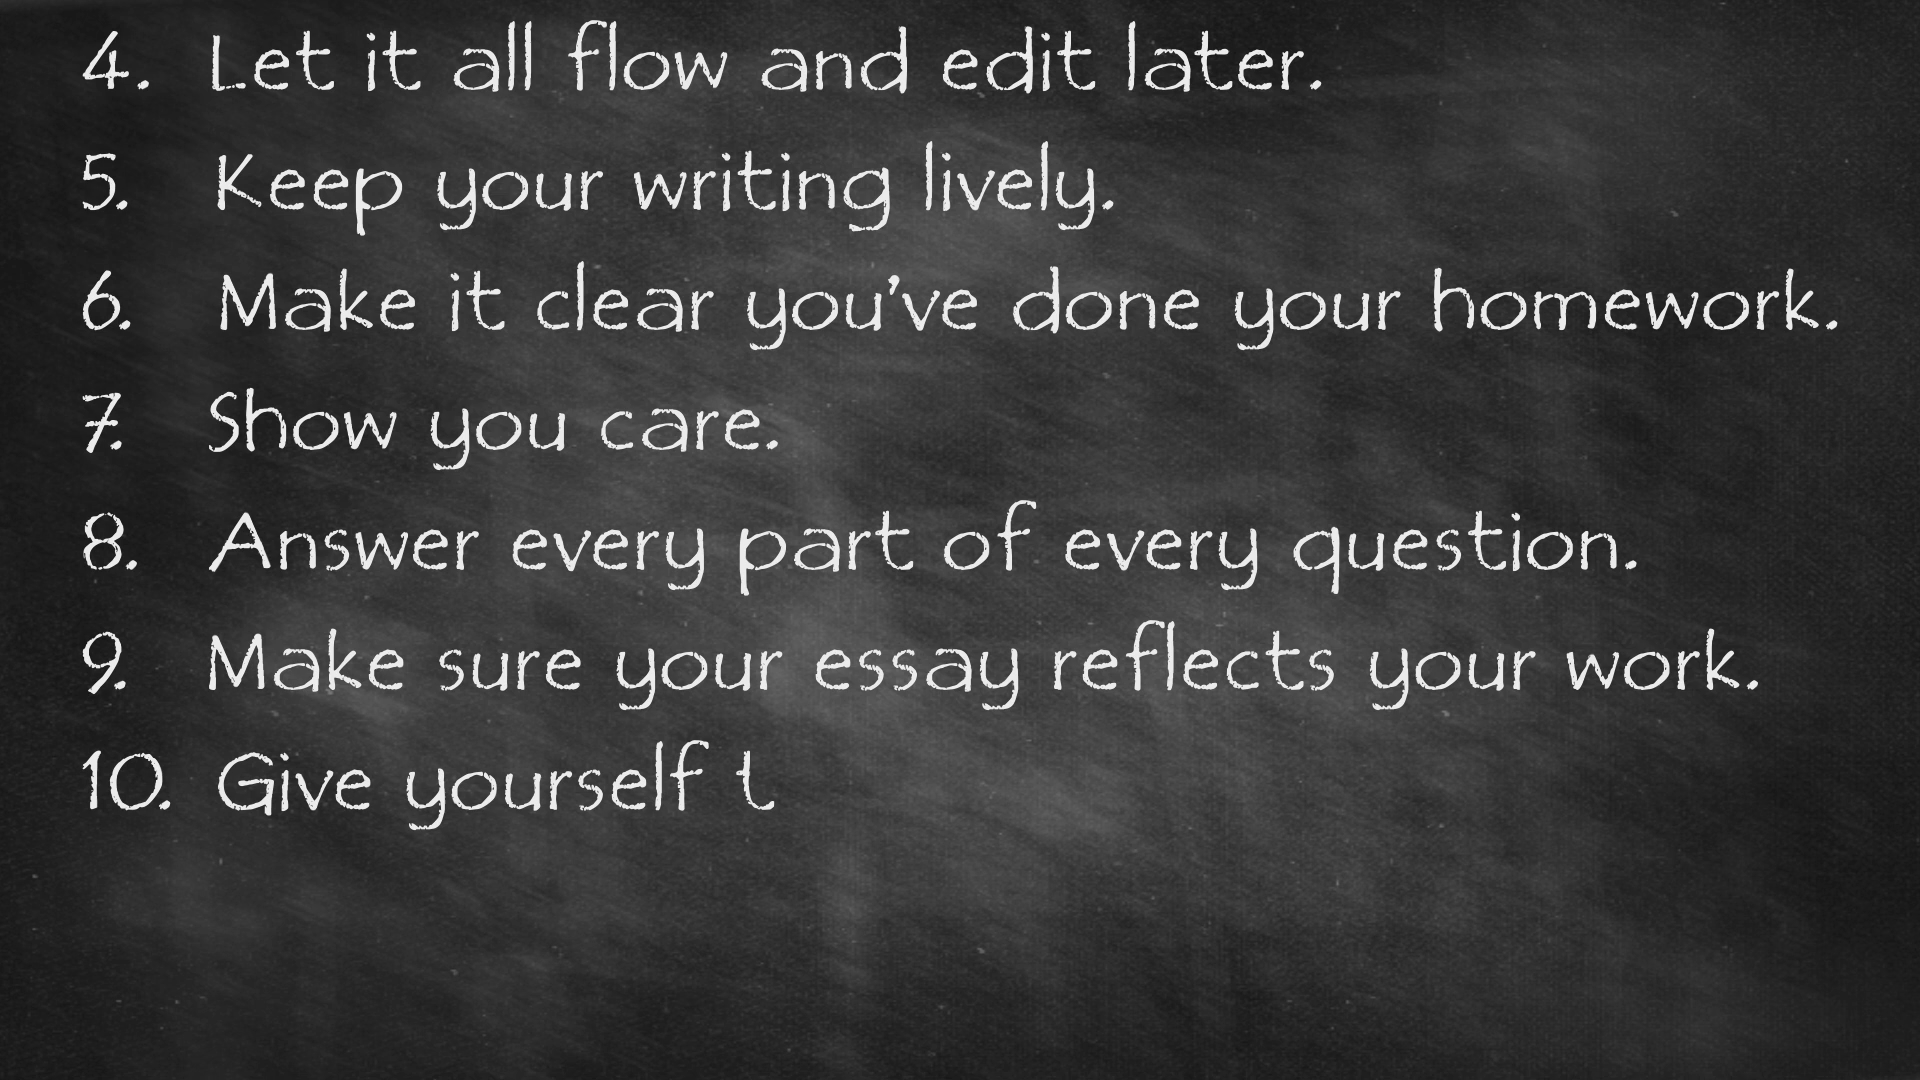 4. Let it all flow and edit later.
5. Keep your writing lively.
6. Make it clear you've done your homework.
7. Show you care.
8. Answer every part of every question.
9. Make sure your essay reflects your work.
10. Give yourself t